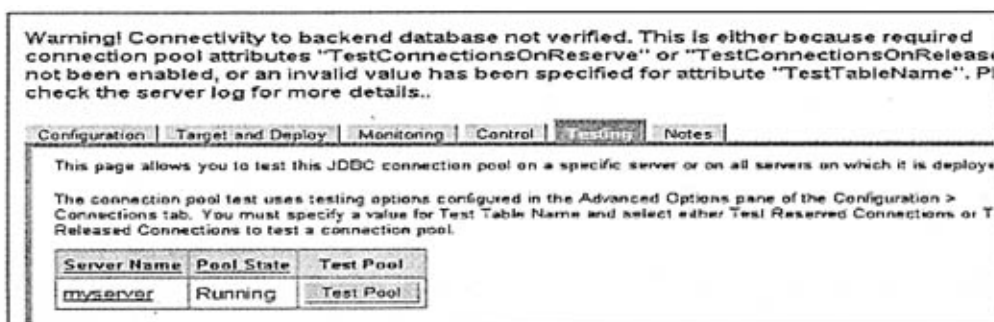 Warning! Connectivity to backend database not verified. This is either because required
connection pool attributes "TestConnectionsOnReserve" or "TestConnectionsOnRelease
not been enabled, or an invalid value has been specified for attribute "TestTableName". Pl
check the server log for more details..
Configuration | Target and Deploy | Monitoring | Control | Testing | Notes
This page allows you to test this JDBC connection pool on a specific server or on all servers on which it is deploye
The connection pool test uses testing options configured in the Advanced Options pane of the Configuration >
Connections tab. You must specify a value for Test Table Name and select either Test Reserved Connections or T
Released Connections to test a connection pool.
Server Name Pool State Test Pool
myserver Running Test Pool